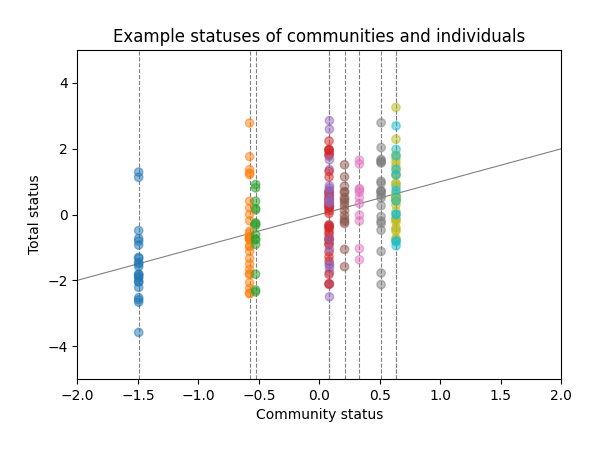 Example statuses of communities and individuals
4
2
0
−2
−4
Total status
−2.0 −1.5 −1.0 −0.5 0.0 0.5 1.0 1.5 2.0
Community status